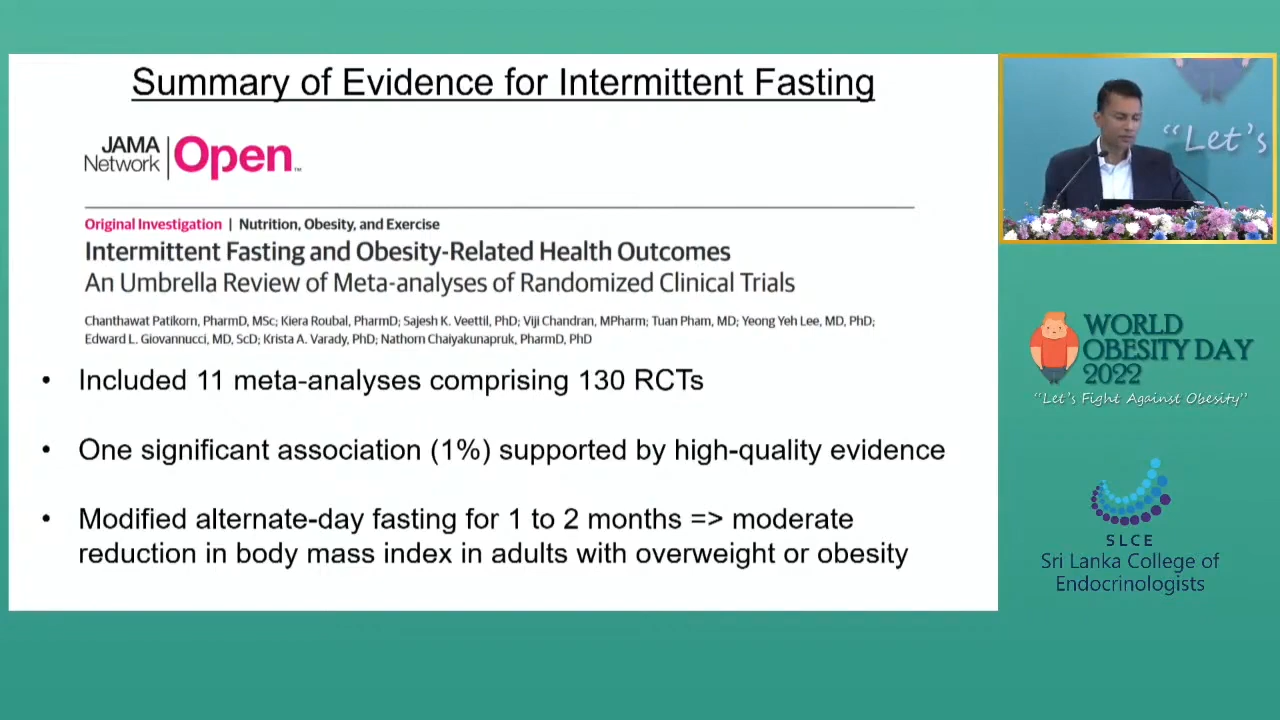 Summary of Evidence for Intermittent Fasting
JAMA
Network
Open™
Original Investigation | Nutrition, Obesity, and Exercise
Intermittent Fasting and Obesity-Related Health Outcomes
An Umbrella Review of Meta-analyses of Randomized Clinical Trials
Chanthawat Patikorn, PharmD, MSc; Kiera Roubal, PharmD; Sajesh K. Veettil, PhD; Viji Chandran, MPharm; Tuan Pham, MD; Yeong Yeh Lee, MD, PhD;
Edward L. Giovannucci, MD, ScD; Krista A. Varady, PhD; Nathorn Chaiyakunapruk, PharmD, PhD
• Included 11 meta-analyses comprising 130 RCTs
• One significant association (1%) supported by high-quality evidence
• Modified alternate-day fasting for 1 to 2 months => moderate
reduction in body mass index in adults with overweight or obesity
“Let’s
WORLD
OBESITY DAY
2022
“Let’s Fight Against Obesity”
SLCE
Sri Lanka College of
Endocrinologists